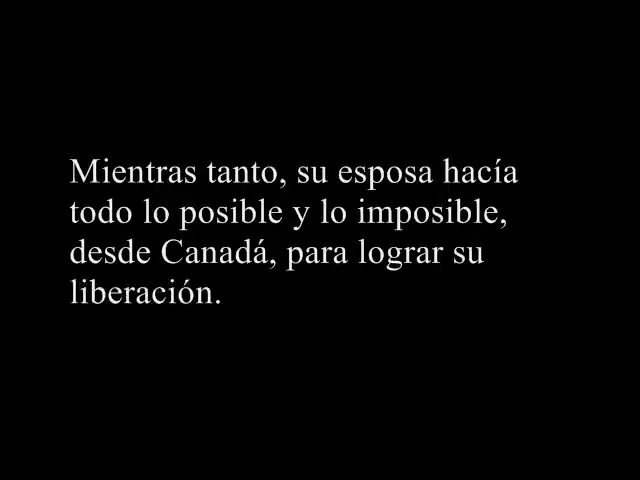 Mientras tanto, su esposa hacía
todo lo posible y lo imposible,
desde Canadá, para lograr su
liberación.